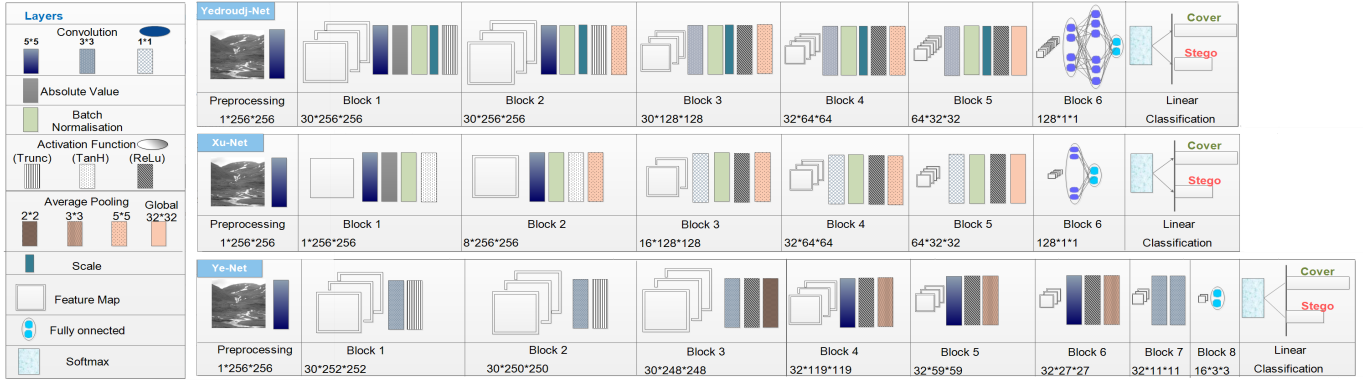 Layers
Convolution
5*5 3*3 1*1
Absolute Value
Batch
Normalisation
Activation Function
(Trunc) (TanH) (ReLu)
Average Pooling
2*2 3*3 5*5 Global
32*32
Scale
Feature Map
Fully onnected
Softmax
Yedroudj-Net
Cover
Stego
Preprocessing Block 1 Block 2 Block 3 Block 4 Block 5 Block 6 Linear
1*256*256 30*256*256 30*256*256 30*128*128 32*64*64 64*32*32 128*1*1 Classification
Xu-Net
Cover
Stego
Preprocessing Block 1 Block 2 Block 3 Block 4 Block 5 Block 6 Linear
1*256*256 1*256*256 8*256*256 16*128*128 32*64*64 64*32*32 128*1*1 Classification
Ye-Net
Cover
Stego
Preprocessing Block 1 Block 2 Block 3 Block 4 Block 5 Block 6 Block 7 Block 8 Linear
1*256*256 30*252*252 30*250*250 30*248*248 32*119*119 32*59*59 32*27*27 32*11*11 16*3*3 Classification